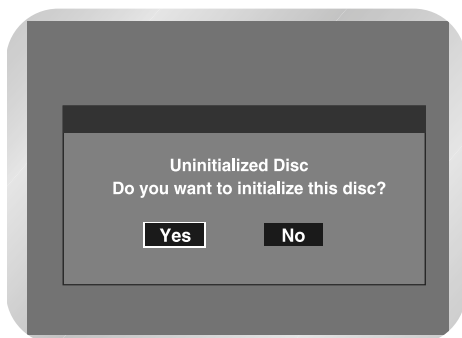 Uninitialized Disc
Do you want to initialize this disc?
Yes No